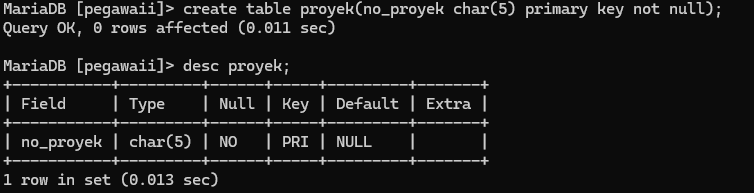 MariaDB [pegawaii]> create table proyek(no_proyek char(5) primary key not null);
Query OK, 0 rows affected (0.011 sec)
MariaDB [pegawaii]> desc proyek;
+-----------+---------+------+-----+---------+-------+
| Field     | Type    | Null | Key | Default | Extra |
+-----------+---------+------+-----+---------+-------+
| no_proyek | char(5) | NO   | PRI | NULL    |       |
+-----------+---------+------+-----+---------+-------+
1 row in set (0.013 sec)